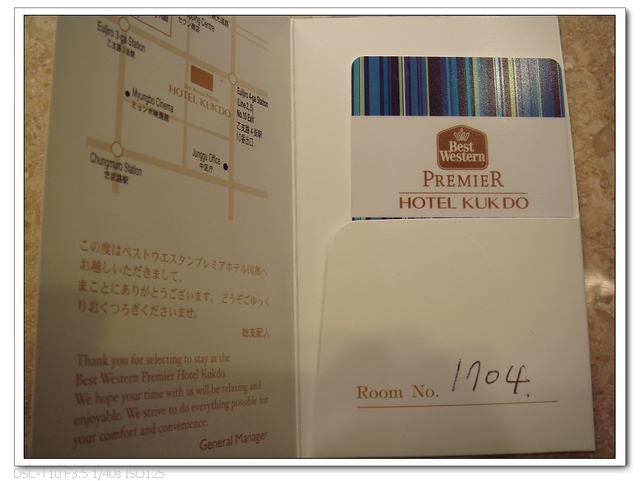 Euljiro 3-ga Station
乙支路3街駅
HOTEL KUKDO
Euljiro 4-ga Station
(Line 2, 5)
No.10 Exit
乙支路4街駅
10番出口
Myungbo Cinema
ミョンボ映画館
Junggu Office
中区庁
Chungmuro Station
忠武路駅
この度はベストウエスタンプレミアホテル国都へ
お越しいただきまして、
まことにありがとうございます。どうぞごゆっく
りおくつろぎくださいませ。
総支配人
Thank you for selecting to stay at the
Best Western Premier Hotel Kukdo.
We hope your time with us will be relaxing and
enjoyable. We strive to do everything possible for
your comfort and convenience.
General Manager
Best
Western
PREMIER
HOTEL KUKDO
Room No. 1704.
DSC-T10 F3.5 1/40s ISO125